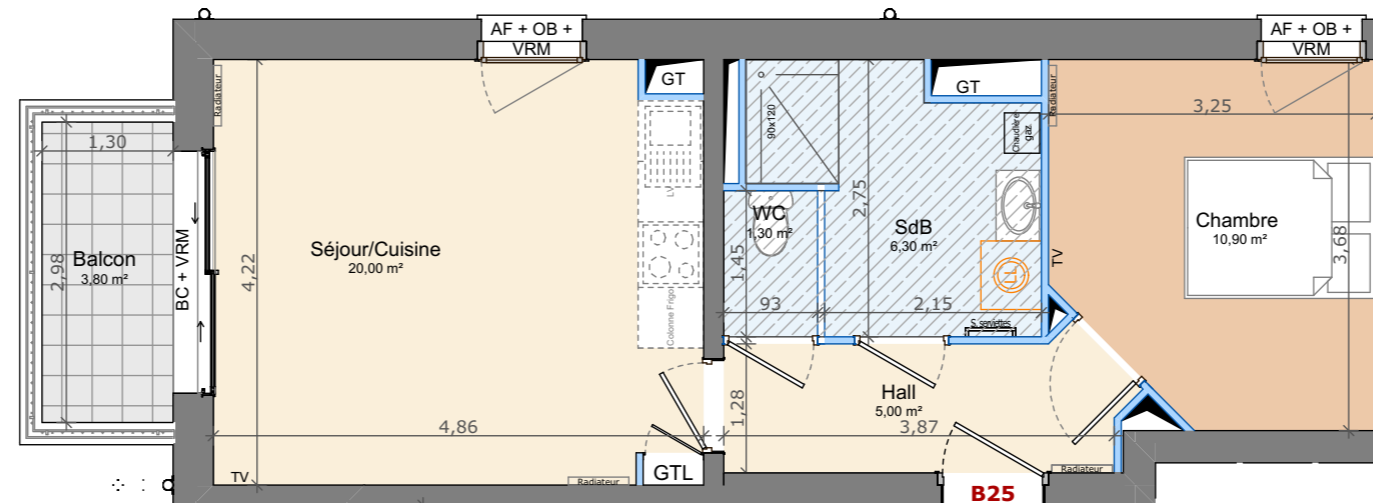 AF + OB +
VRM
AF + OB +
VRM
Radiateur
GT
GT
Radiateur
3,25
1,30
90x120
Chaudière
gaz
LV
2,75
WC
1,30 m²
SdB
6,30 m²
Chambre
10,90 m²
3,68
Balcon
3,80 m²
2,98
BC + VRM
Séjour/Cuisine
20,00 m²
4,22
1,45
TV
LL
93
2,15
Colonne Frigo
S. serviettes
Hall
5,00 m²
1,28
4,86
3,87
TV
Radiateur
GTL
Radiateur
B25